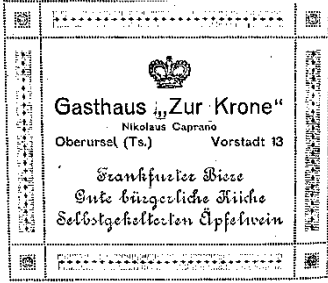 Gasthaus „Zur Krone“
Nikolaus Caprano
Oberursel (Ts.) Vorstadt 13
Frankfurter Biere
Gute bürgerliche Küche
Selbstgekelterten Äpfelwein